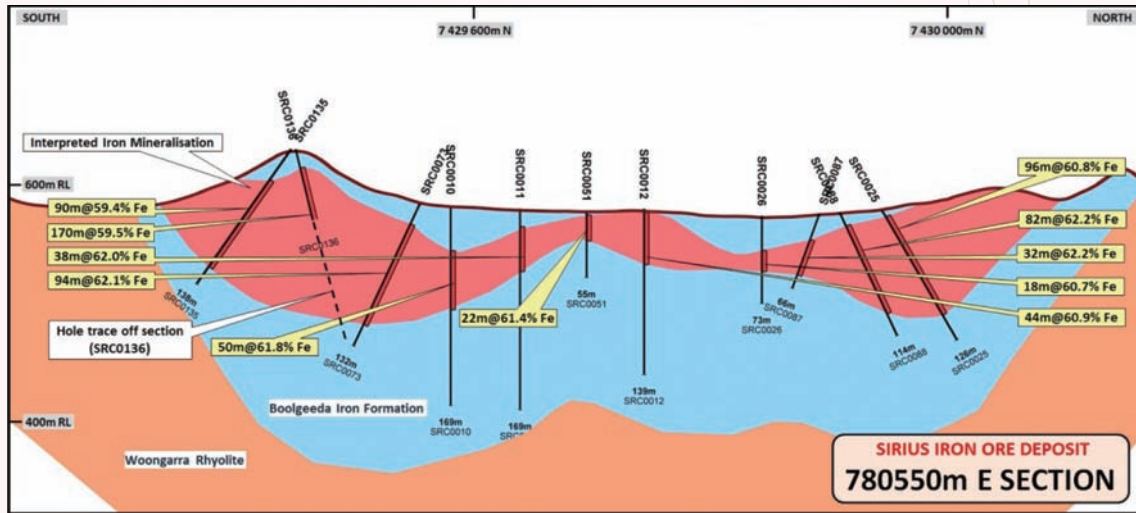 SOUTH
7 429 600m N
7 430 000m N
NORTH
SRC0136
SRC0135
SRC0073
SRC0010
SRC0011
SRC0051
SRC0012
SRC0026
SRC0087
SRC0025
Interpreted Iron Mineralisation
600m RL
90m@59.4% Fe
170m@59.5% Fe
38m@62.0% Fe
94m@62.1% Fe
SRC0136
96m@60.8% Fe
82m@62.2% Fe
32m@62.2% Fe
18m@60.7% Fe
44m@60.9% Fe
138m
SRC0135
Hole trace off section
(SRC0136)
50m@61.8% Fe
22m@61.4% Fe
132m
SRC0073
55m
SRC0051
73m
SRC0026
66m
SRC0087
114m
SRC0088
126m
SRC0025
139m
SRC0012
Boolgeeda Iron Formation
400m RL
169m
SRC0010
169m
Woongarra Rhyolite
SIRIUS IRON ORE DEPOSIT
780550m E SECTION